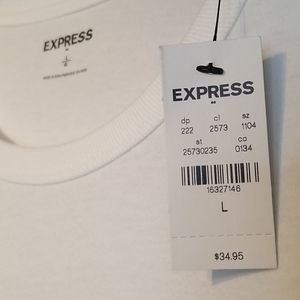 EXPRESS
L
EXPRESS
dp cl sz
222 2573 1104
st co
25730235 0134
16327146
L
$34.95